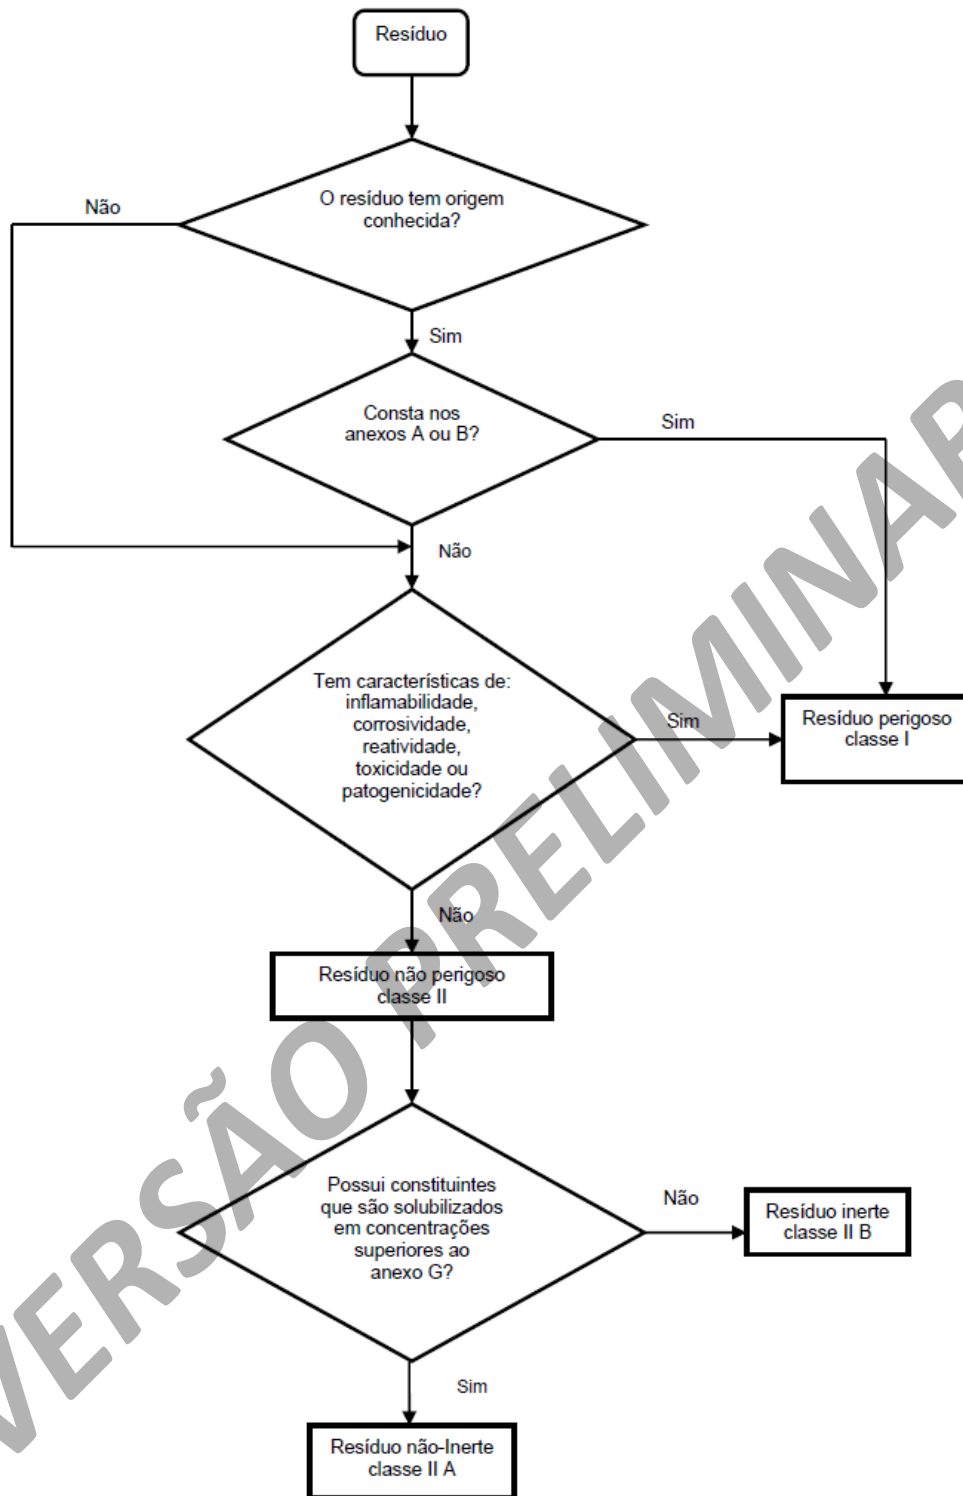 Resíduo
O resíduo tem origem
conhecida?
Não
Sim
Consta nos
anexos A ou B?
Sim
Não
Tem características de:
inflamabilidade,
corrosividade,
reatividade,
toxicidade ou
patogenicidade?
Sim
Resíduo perigoso
classe I
Não
Resíduo não perigoso
classe II
Possui constituintes
que são solubilizados
em concentrações
superiores ao
anexo G?
Não
Resíduo inerte
classe II B
Sim
Resíduo não-Inerte
classe II A
VERSÃO PRELIMINAR